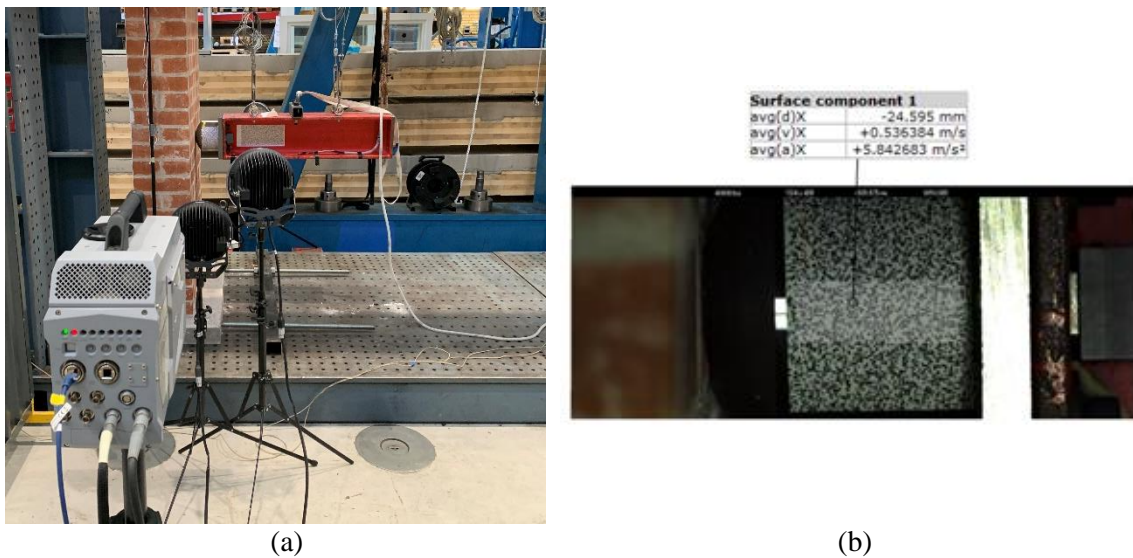 Surface component 1
avg(d)X -24.595 mm
avg(v)X +0.536384 m/s
avg(a)X +5.842683 m/s²
(a)
(b)